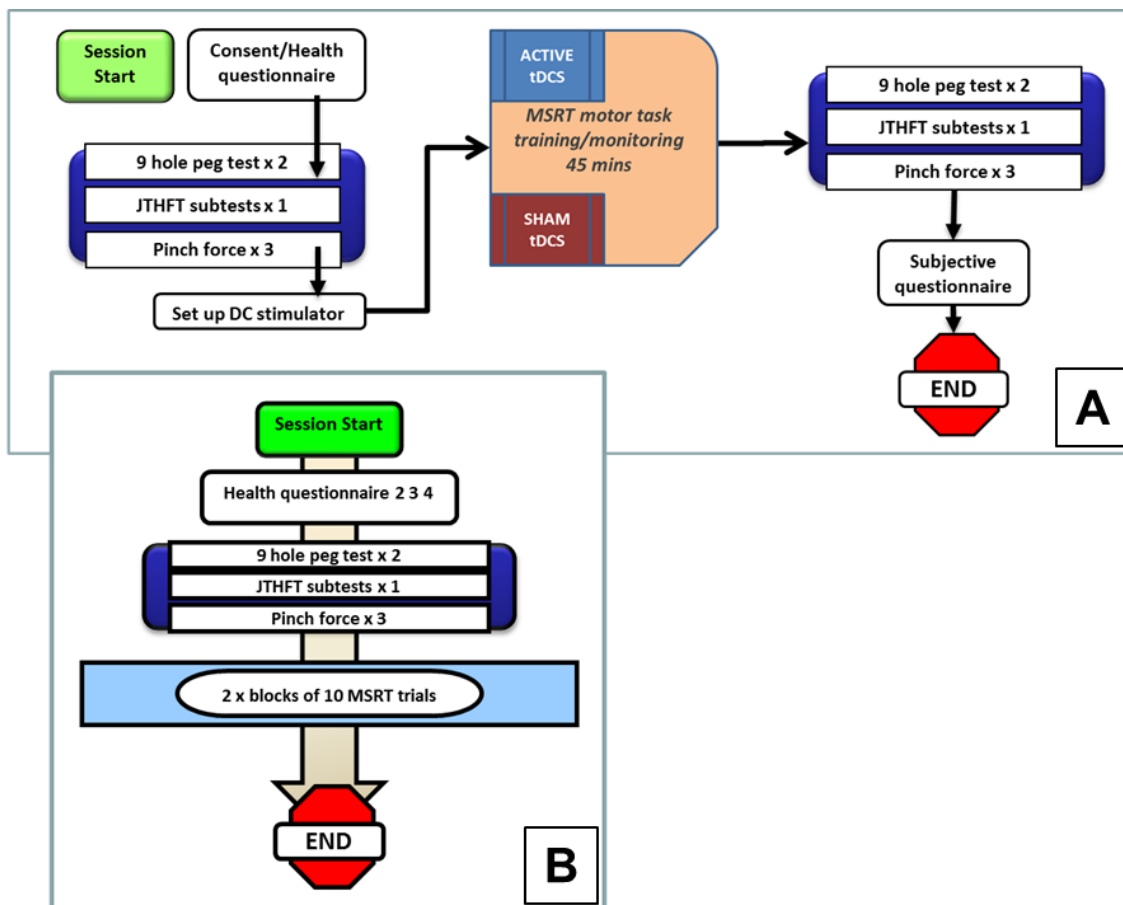 Session
Start
Consent/Health
questionnaire
9 hole peg test x 2
JTHFT subtests x 1
Pinch force x 3
Set up DC stimulator
ACTIVE
tDCS
MSRT motor task
training/monitoring
45 mins
SHAM
tDCS
9 hole peg test x 2
JTHFT subtests x 1
Pinch force x 3
Subjective
questionnaire
END
A
Session Start
Health questionnaire 2 3 4
9 hole peg test x 2
JTHFT subtests x 1
Pinch force x 3
2 x blocks of 10 MSRT trials
END
B